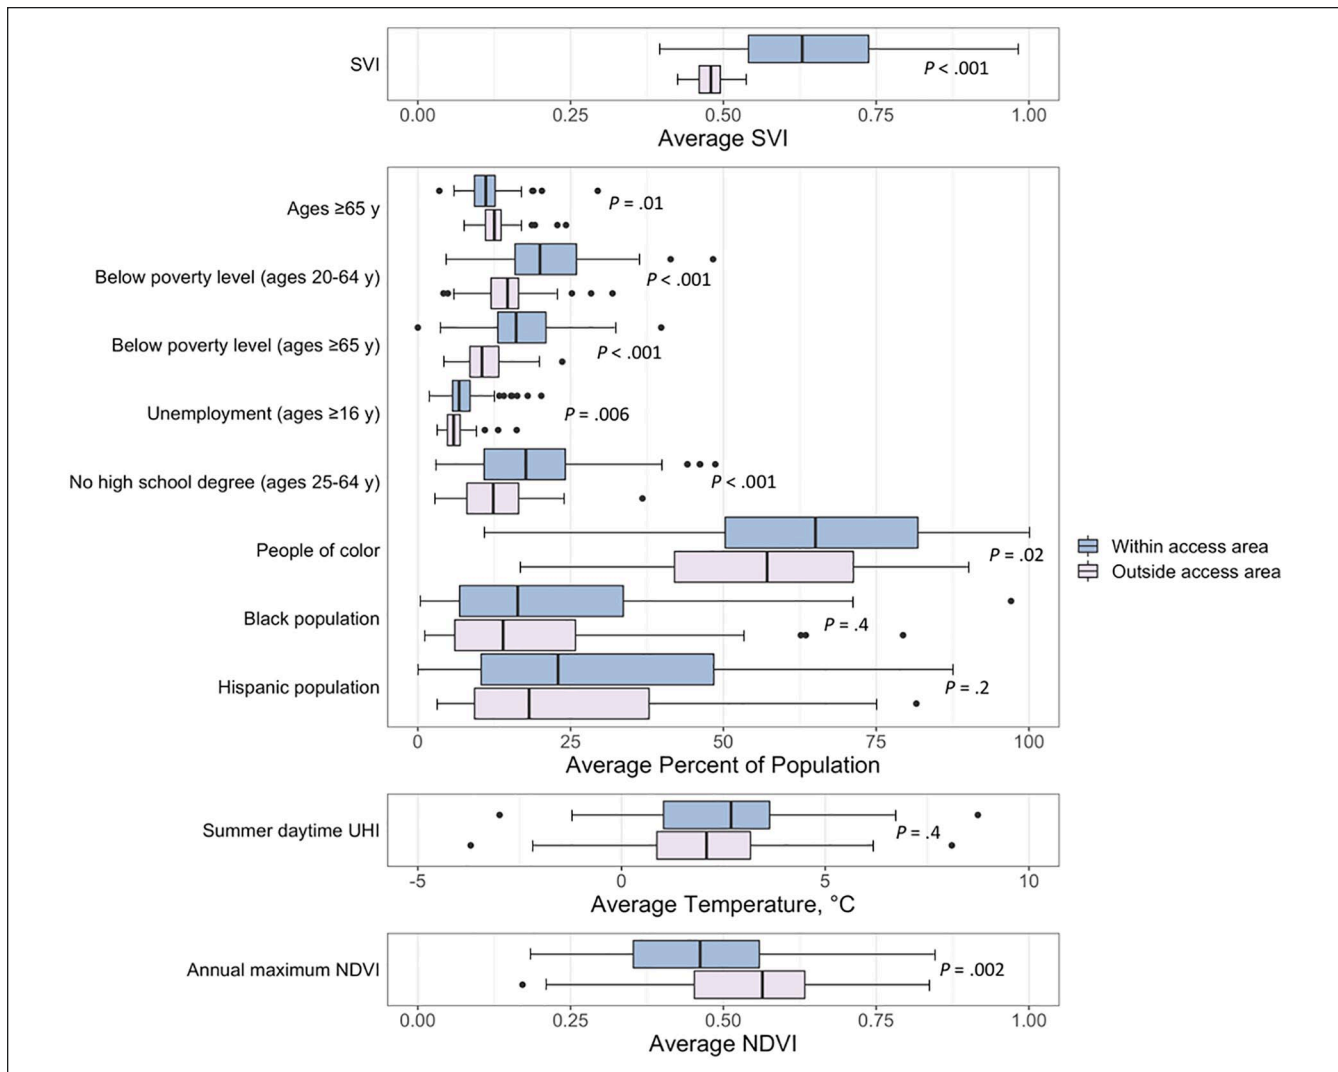 SVI
P < .001
0.00 0.25 0.50 0.75 1.00
Average SVI
Ages ≥65 y
P = .01
Below poverty level (ages 20-64 y)
P < .001
Below poverty level (ages ≥65 y)
P < .001
Unemployment (ages ≥16 y)
P = .006
No high school degree (ages 25-64 y)
P < .001
People of color
P = .02
Within access area
Outside access area
Black population
P = .4
Hispanic population
P = .2
0 25 50 75 100
Average Percent of Population
Summer daytime UHI
P = .4
-5 0 5 10
Average Temperature, °C
Annual maximum NDVI
P = .002
0.00 0.25 0.50 0.75 1.00
Average NDVI